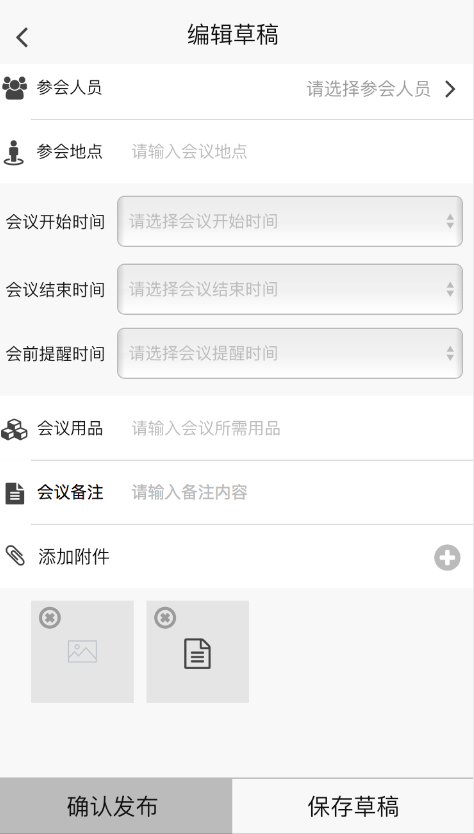 编辑草稿
参会人员 请选择参会人员
参会地点 请输入会议地点
会议开始时间 请选择会议开始时间
会议结束时间 请选择会议结束时间
会前提醒时间 请选择会议提醒时间
会议用品 请输入会议所需用品
会议备注 请输入备注内容
添加附件
确认发布 保存草稿